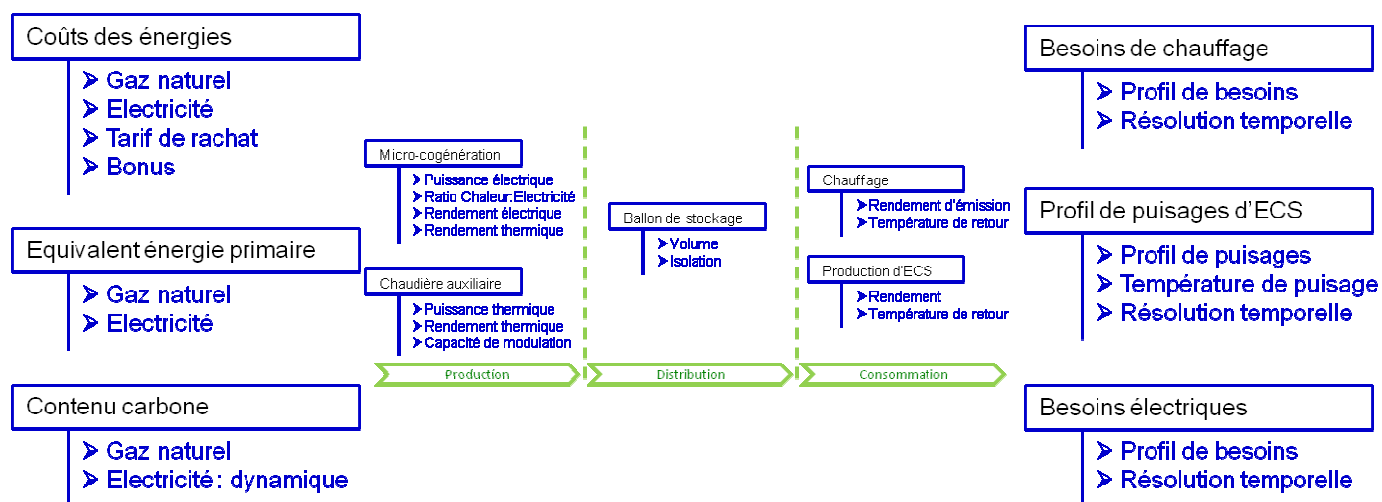 Coûts des énergies
Gaz naturel
Electricité
Tarif de rachat
Bonus
Equivalent énergie primaire
Gaz naturel
Electricité
Contenu carbone
Gaz naturel
Electricité : dynamique
Micro-cogénération
Puissance électrique
Ratio Chaleur:Electricité
Rendement électrique
Rendement thermique
Chaudière auxiliaire
Puissance thermique
Rendement thermique
Capacité de modulation
Production
Ballon de stockage
Volume
Isolation
Distribution
Chauffage
Rendement d'émission
Température de retour
Production d'ECS
Rendement
Température de retour
Consommation
Besoins de chauffage
Profil de besoins
Résolution temporelle
Profil de puisages d'ECS
Profil de puisages
Température de puisage
Résolution temporelle
Besoins électriques
Profil de besoins
Résolution temporelle